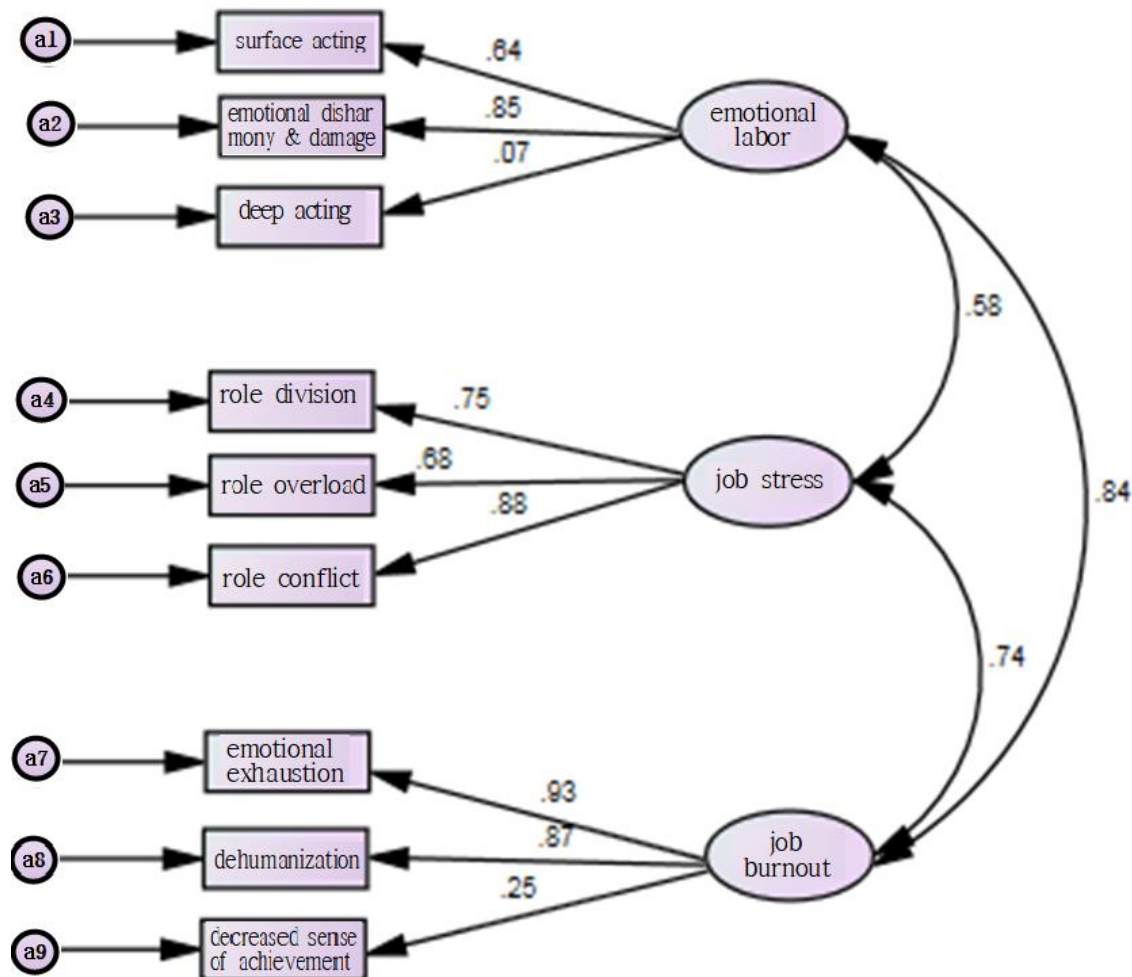 a1
surface acting
.64
a2
emotional dishar
mony & damage
.85
emotional
labor
a3
deep acting
.07
.58
a4
role division
.75
a5
role overload
.68
job stress
.84
a6
role conflict
.88
.74
a7
emotional
exhaustion
.93
a8
dehumanization
.87
job
burnout
a9
decreased sense
of achievement
.25